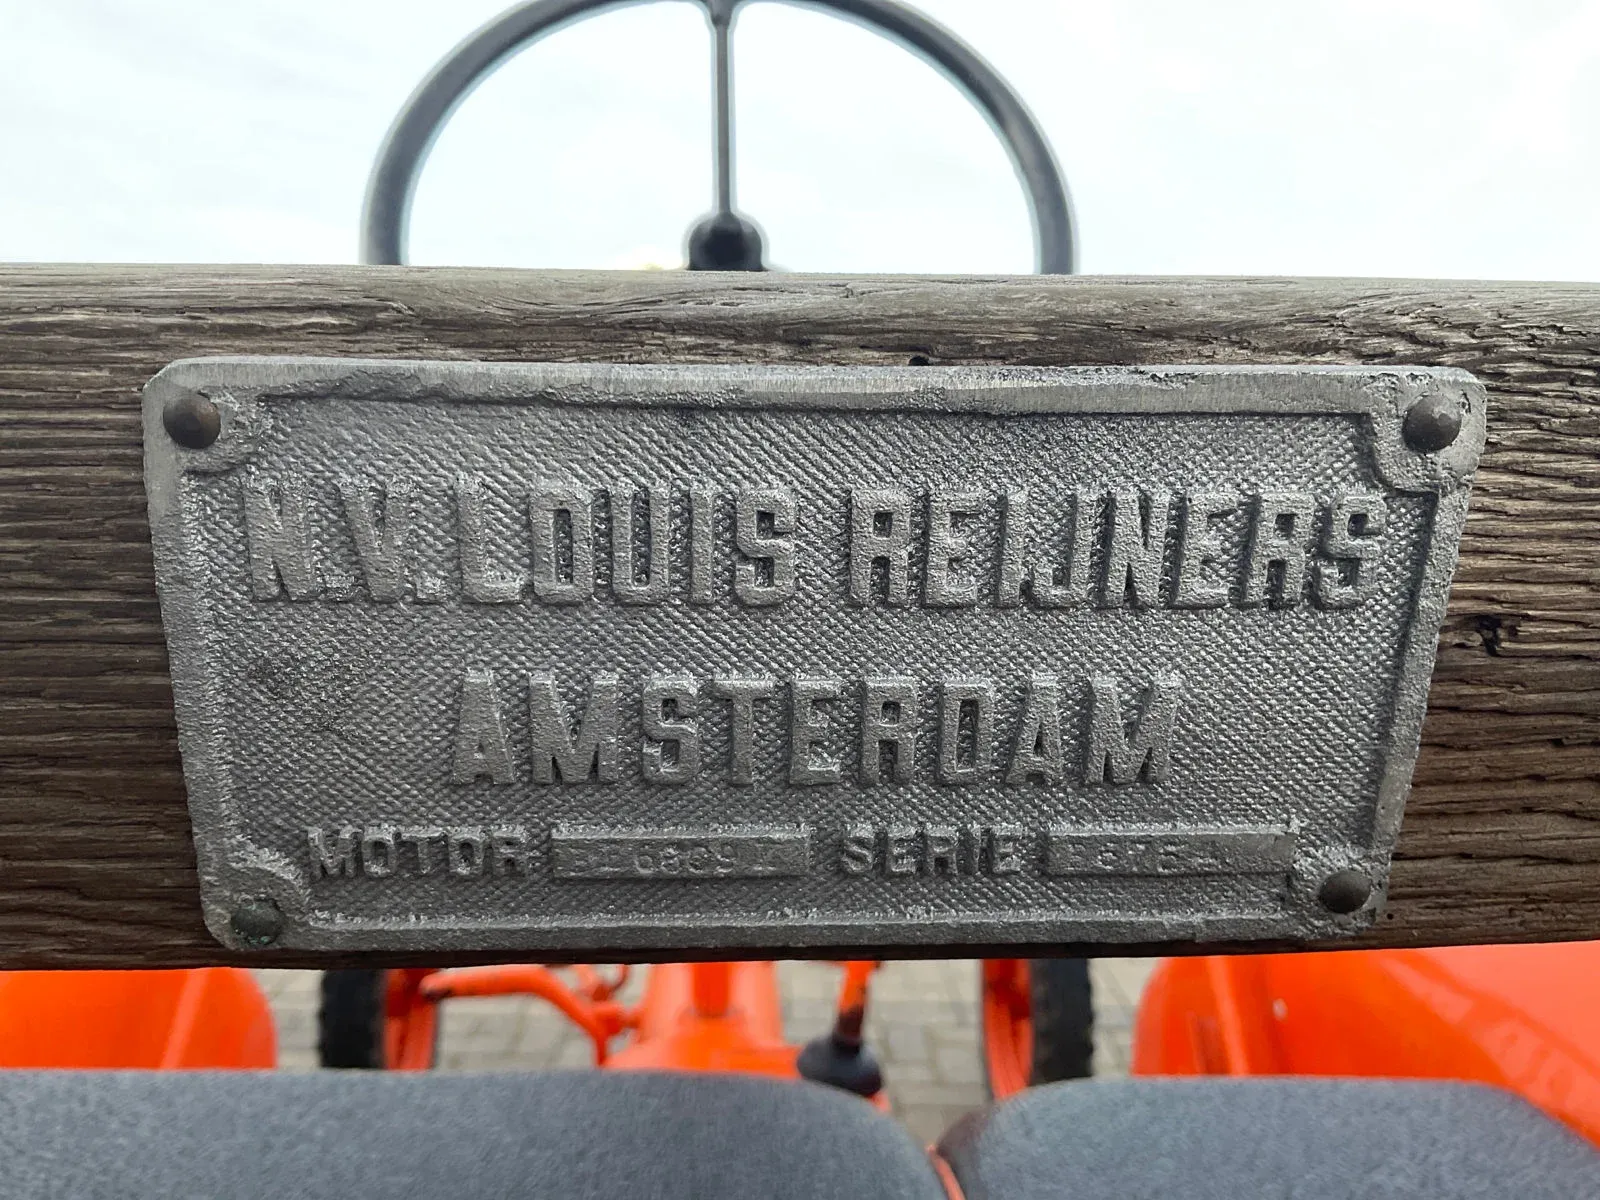 N.V. LOUIS REIJNERS
AMSTERDAM
MOTOR SERIE